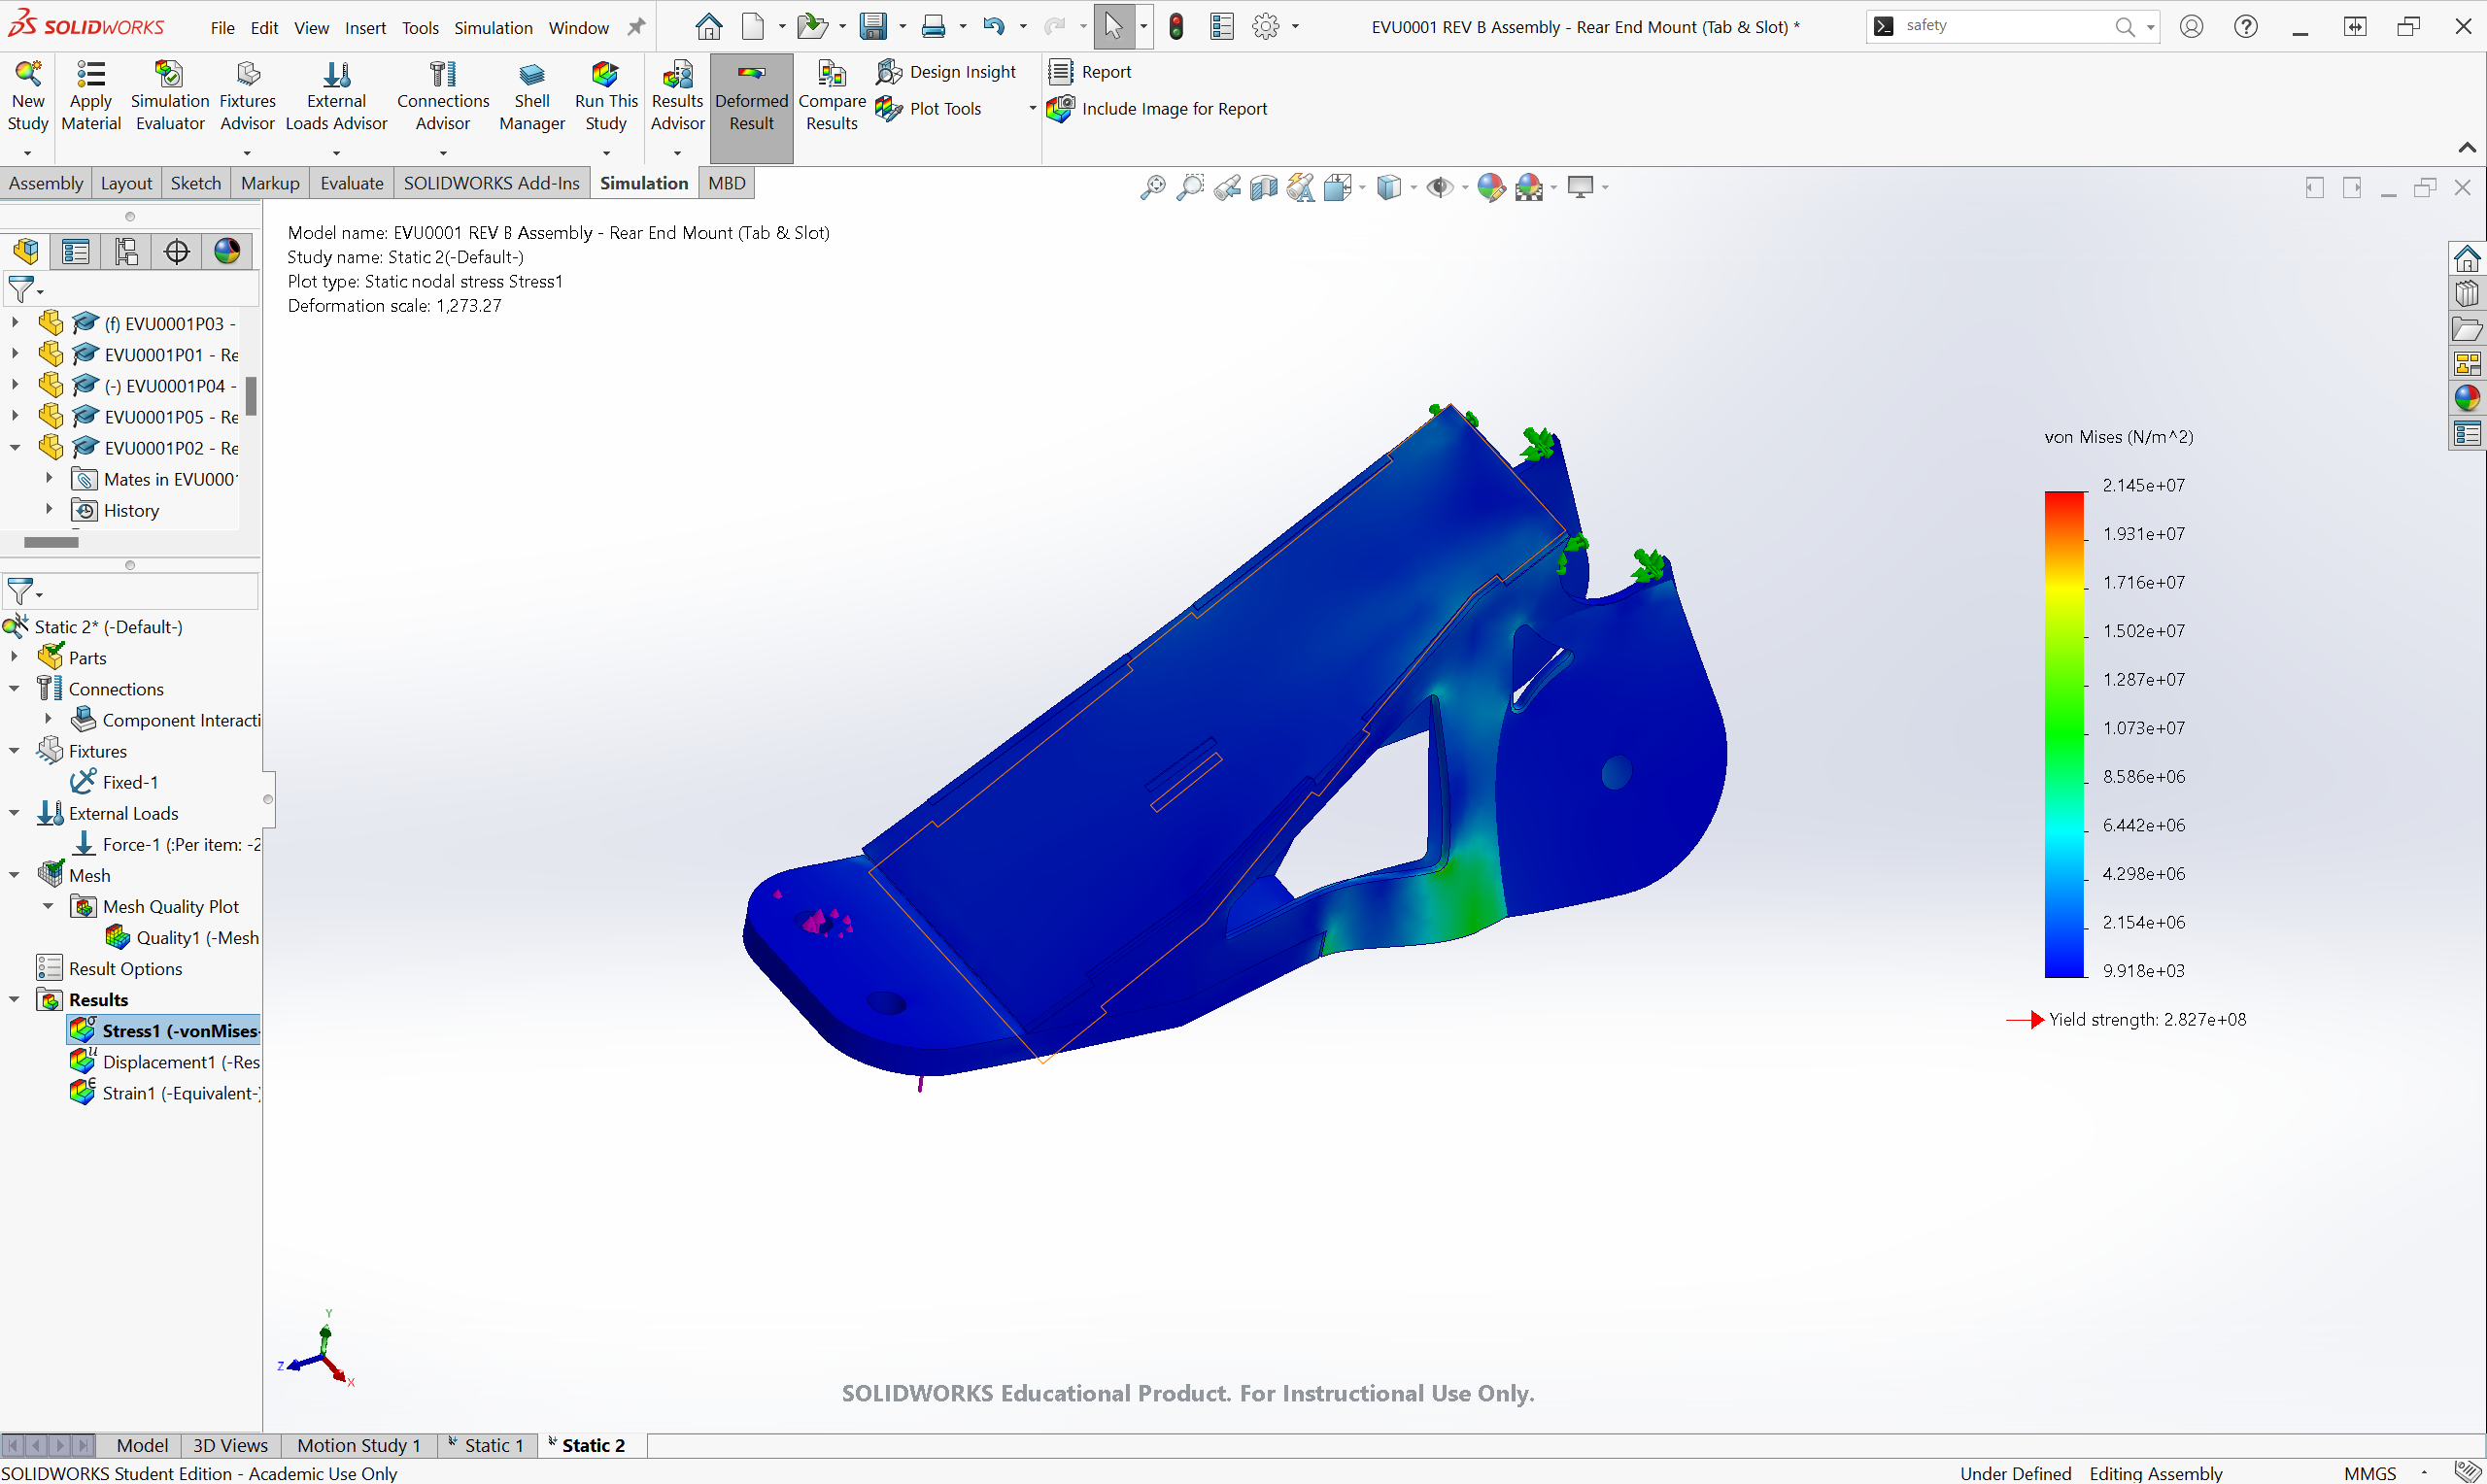 SOLIDWORKS File Edit View Insert Tools Simulation Window EVU0001 REV B Assembly - Rear End Mount (Tab & Slot) * safety
New Study
Apply Material
Simulation Evaluator
Fixtures Advisor
External Loads Advisor
Connections Advisor
Shell Manager
Run This Study
Results Advisor
Deformed Result
Compare Results
Design Insight
Plot Tools
Report
Include Image for Report
Assembly Layout Sketch Markup Evaluate SOLIDWORKS Add-Ins Simulation MBD
(f) EVU0001P03 -
EVU0001P01 - Re
(-) EVU0001P04 -
EVU0001P05 - Re
EVU0001P02 - Re
Mates in EVU000
History
Static 2* (-Default-)
Parts
Connections
Component Interacti
Fixtures
Fixed-1
External Loads
Force-1 (:Per item: -2
Mesh
Mesh Quality Plot
Quality1 (-Mesh
Result Options
Results
Stress1 (-vonMises-
Displacement1 (-Res
Strain1 (-Equivalent-)
Model name: EVU0001 REV B Assembly - Rear End Mount (Tab & Slot)
Study name: Static 2(-Default-)
Plot type: Static nodal stress Stress1
Deformation scale: 1,273.27
von Mises (N/m^2)
2.145e+07
1.931e+07
1.716e+07
1.502e+07
1.287e+07
1.073e+07
8.586e+06
6.442e+06
4.298e+06
2.154e+06
9.918e+03
Yield strength: 2.827e+08
Y
Z
X
SOLIDWORKS Educational Product. For Instructional Use Only.
Model 3D Views Motion Study 1 Static 1 Static 2
SOLIDWORKS Student Edition - Academic Use Only Under Defined Editing Assembly MMGS